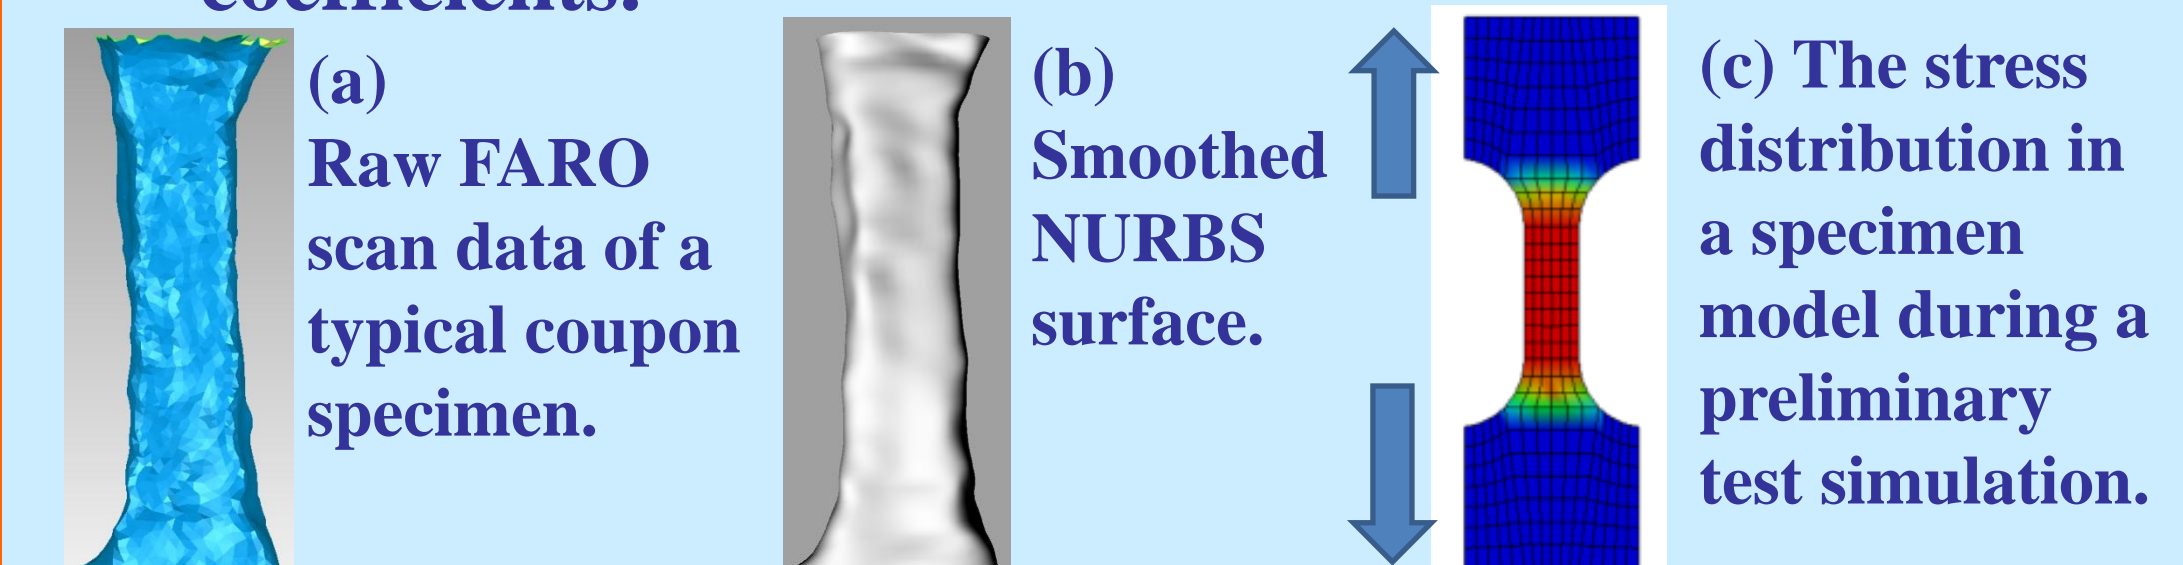 coefficients.
(a)
Raw FARO
scan data of a
typical coupon
specimen.
(b)
Smoothed
NURBS
surface.
(c) The stress
distribution in
a specimen
model during a
preliminary
test simulation.